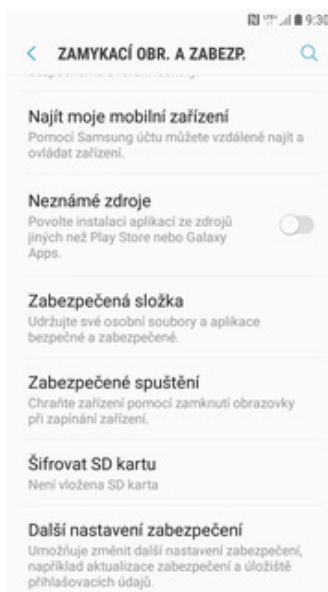 9:30
ZAMYKACÍ OBR. A ZABEZP.
Najít moje mobilní zařízení
Pomocí Samsung účtu můžete vzdáleně najít a
ovládat zařízení.
Neznámé zdroje
Povolte instalaci aplikací ze zdrojů
jiných než Play Store nebo Galaxy
Apps.
Zabezpečená složka
Udržujte své osobní soubory a aplikace
bezpečné a zabezpečené.
Zabezpečené spuštění
Chraňte zařízení pomocí zamknutí obrazovky
při zapínání zařízení.
Šifrovat SD kartu
Není vložena SD karta
Další nastavení zabezpečení
Umožňuje změnit další nastavení zabezpečení,
například aktualizace zabezpečení a úložiště
přihlašovacích údajů.